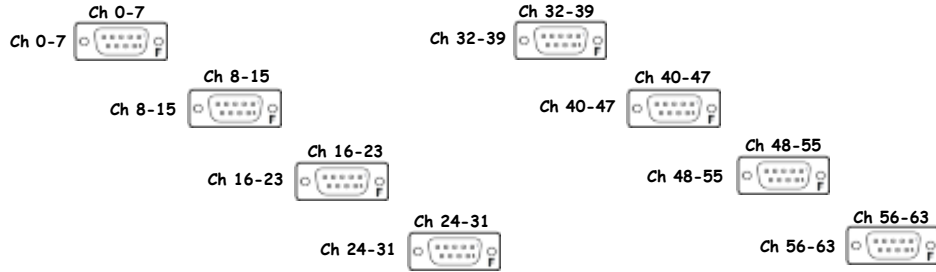 Ch 0-7
Ch 0-7
F
Ch 8-15
Ch 8-15
F
Ch 16-23
Ch 16-23
F
Ch 24-31
Ch 24-31
F
Ch 32-39
Ch 32-39
F
Ch 40-47
Ch 40-47
F
Ch 48-55
Ch 48-55
F
Ch 56-63
Ch 56-63
F